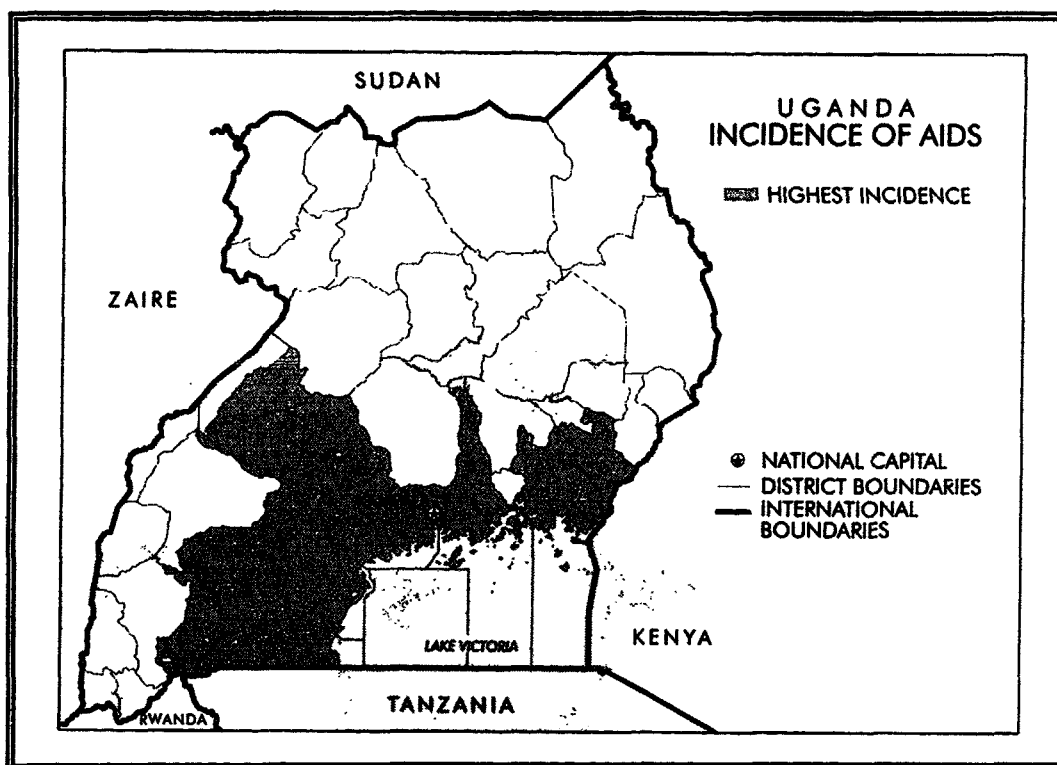 SUDAN
UGANDA
INCIDENCE OF AIDS
HIGHEST INCIDENCE
ZAIRE
NATIONAL CAPITAL
DISTRICT BOUNDARIES
INTERNATIONAL
BOUNDARIES
KENYA
LAKE VICTORIA
TANZANIA
RWANDA